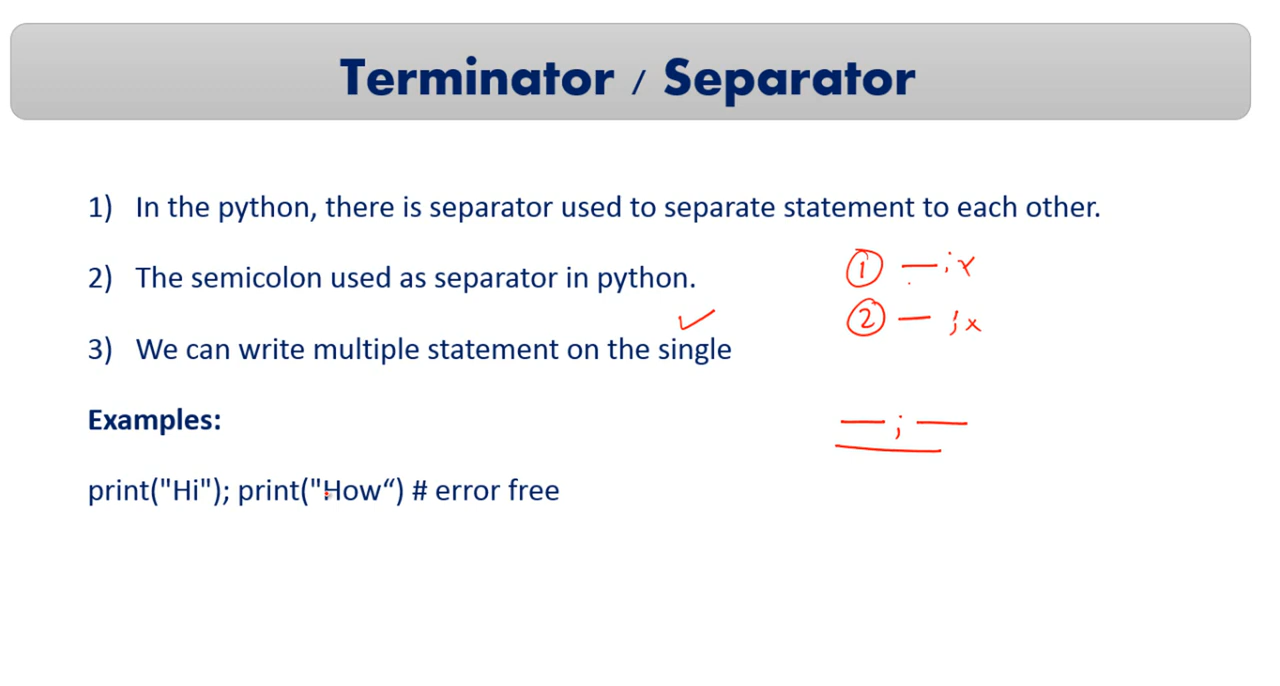 Terminator / Separator
1) In the python, there is separator used to separate statement to each other.
① — ; x
2) The semicolon used as separator in python.
② — ; x
3) We can write multiple statement on the single
Examples:
— ; —
print("Hi"); print("How“) # error free